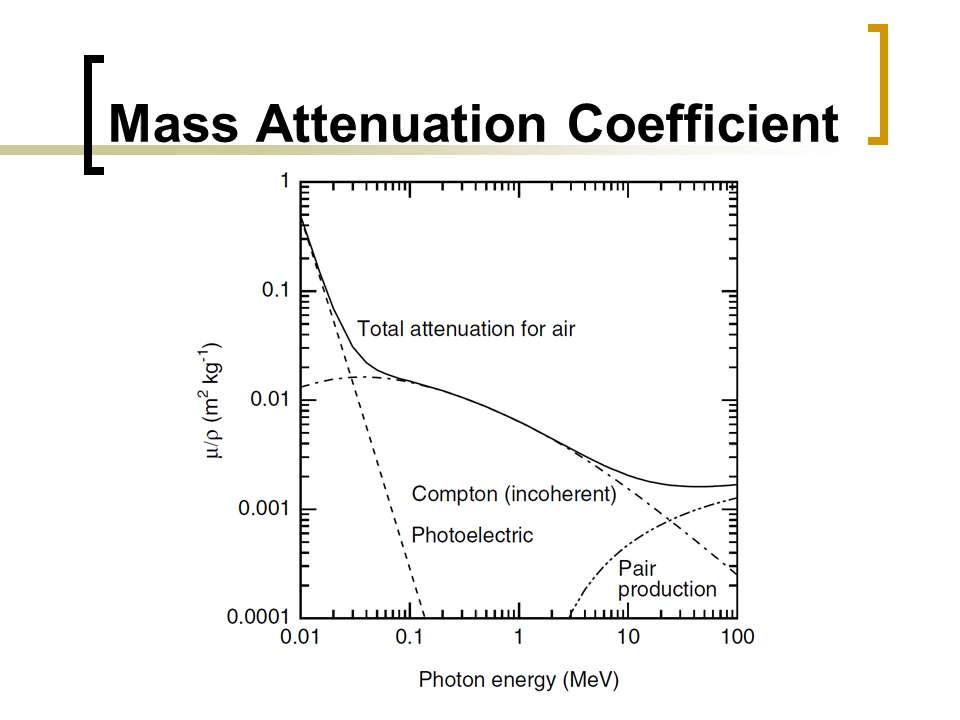 Mass Attenuation Coefficient
1
0.1
0.01
0.001
0.0001
μ/ρ (m² kg⁻¹)
Total attenuation for air
Compton (incoherent)
Photoelectric
Pair
production
0.01 0.1 1 10 100
Photon energy (MeV)